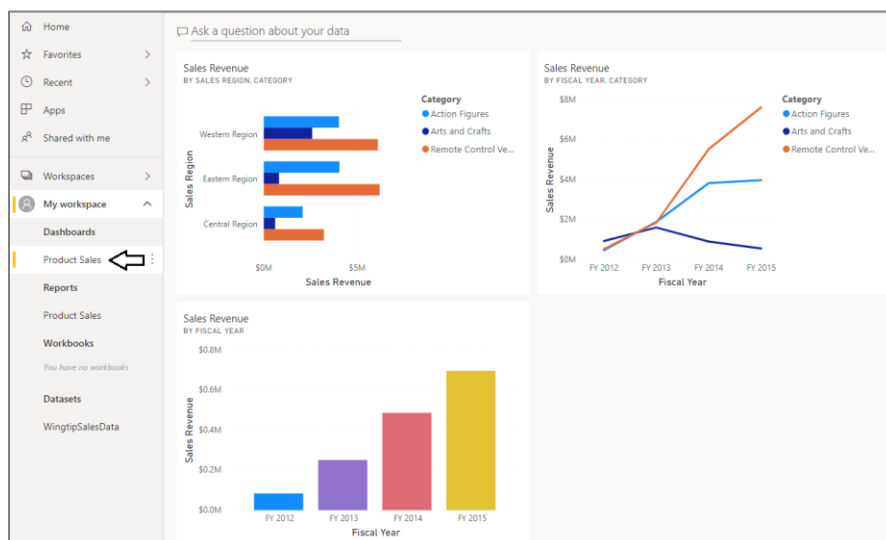 Home
Favorites
Recent
Apps
Shared with me
Workspaces
My workspace
Dashboards
Product Sales
Reports
Product Sales
Workbooks
You have no workbooks
Datasets
WingtipSalesData
Ask a question about your data
Sales Revenue
BY SALES REGION, CATEGORY
Category
Action Figures
Arts and Crafts
Remote Control Ve...
Sales Region
Western Region
Eastern Region
Central Region
$0M $5M
Sales Revenue
Sales Revenue
BY FISCAL YEAR, CATEGORY
Category
Action Figures
Arts and Crafts
Remote Control Ve...
Sales Revenue
$8M
$6M
$4M
$2M
$0M
FY 2012 FY 2013 FY 2014 FY 2015
Fiscal Year
Sales Revenue
BY FISCAL YEAR
Sales Revenue
$0.8M
$0.6M
$0.4M
$0.2M
$0.0M
FY 2012 FY 2013 FY 2014 FY 2015
Fiscal Year